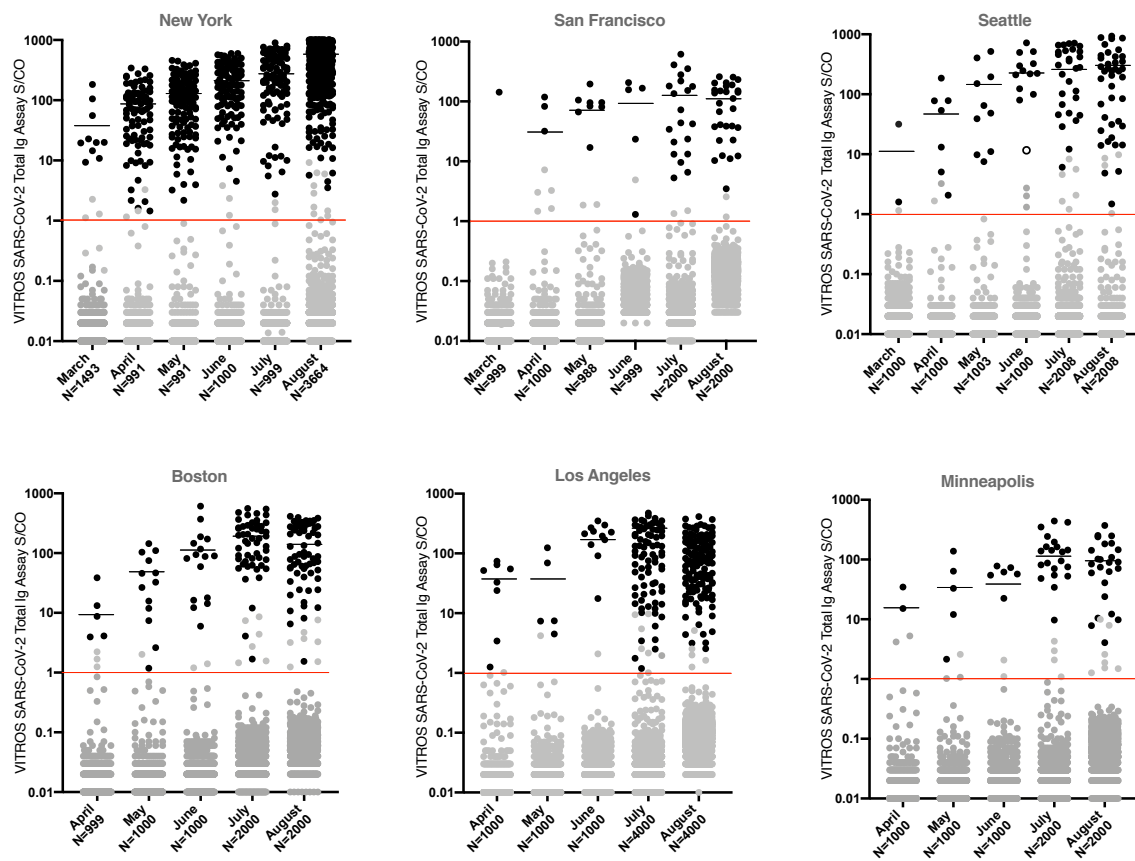 New York
VITROS SARS-CoV-2 Total Ig Assay S/CO
1000
100
10
1
0.1
0.01
March
N=1493
April
N=991
May
N=991
June
N=1000
July
N=999
August
N=3664
San Francisco
VITROS SARS-CoV-2 Total Ig Assay S/CO
1000
100
10
1
0.1
0.01
March
N=999
April
N=1000
May
N=988
June
N=999
July
N=2000
August
N=2000
Seattle
VITROS SARS-CoV-2 Total Ig Assay S/CO
1000
100
10
1
0.1
0.01
March
N=1000
April
N=1000
May
N=1003
June
N=1000
July
N=2008
August
N=2008
Boston
VITROS SARS-CoV-2 Total Ig Assay S/CO
1000
100
10
1
0.1
0.01
April
N=999
May
N=1000
June
N=1000
July
N=2000
August
N=2000
Los Angeles
VITROS SARS-CoV-2 Total Ig Assay S/CO
1000
100
10
1
0.1
0.01
April
N=1000
May
N=1000
June
N=1000
July
N=4000
August
N=4000
Minneapolis
VITROS SARS-CoV-2 Total Ig Assay S/CO
1000
100
10
1
0.1
0.01
April
N=1000
May
N=1000
June
N=1000
July
N=2000
August
N=2000